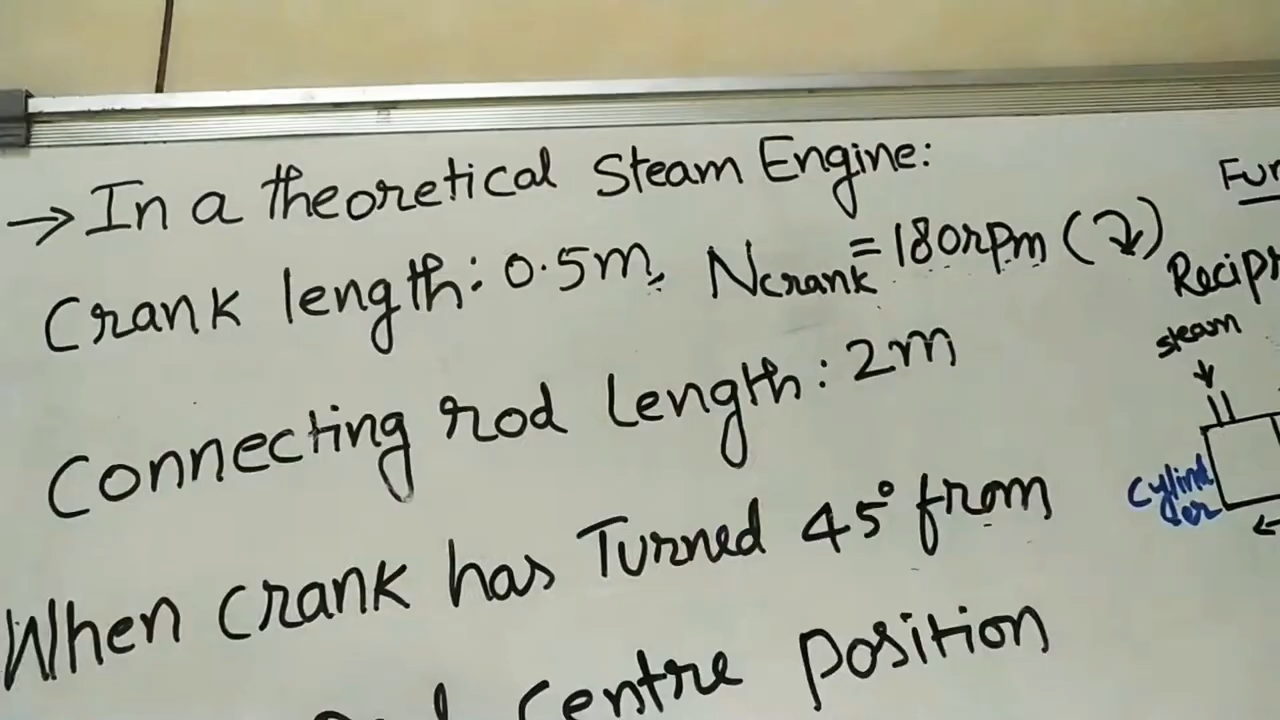 → In a theoretical Steam Engine:
Crank length: 0.5m, Ncrank = 180rpm (⤵)
Connecting rod length: 2m
When crank has Turned 45° from
centre position
steam
Cylinder